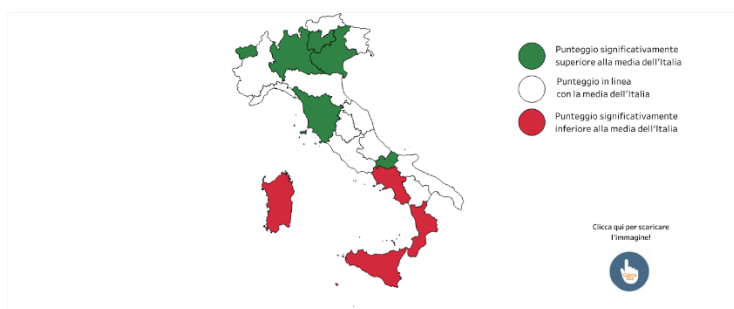 Punteggio significativamente
superiore alla media dell'Italia
Punteggio in linea
con la media dell'Italia
Punteggio significativamente
inferiore alla media dell'Italia
Clicca qui per scaricare
l'immagine!